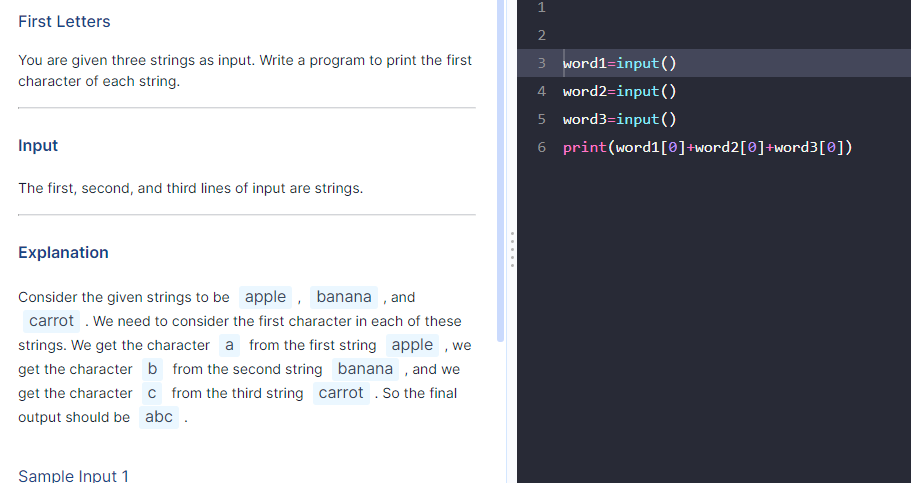 First Letters
You are given three strings as input. Write a program to print the first
character of each string.
Input
The first, second, and third lines of input are strings.
Explanation
Consider the given strings to be apple , banana , and
carrot . We need to consider the first character in each of these
strings. We get the character a from the first string apple , we
get the character b from the second string banana , and we
get the character c from the third string carrot . So the final
output should be abc .
Sample Input 1
1
2
3 word1=input()
4 word2=input()
5 word3=input()
6 print(word1[0]+word2[0]+word3[0])